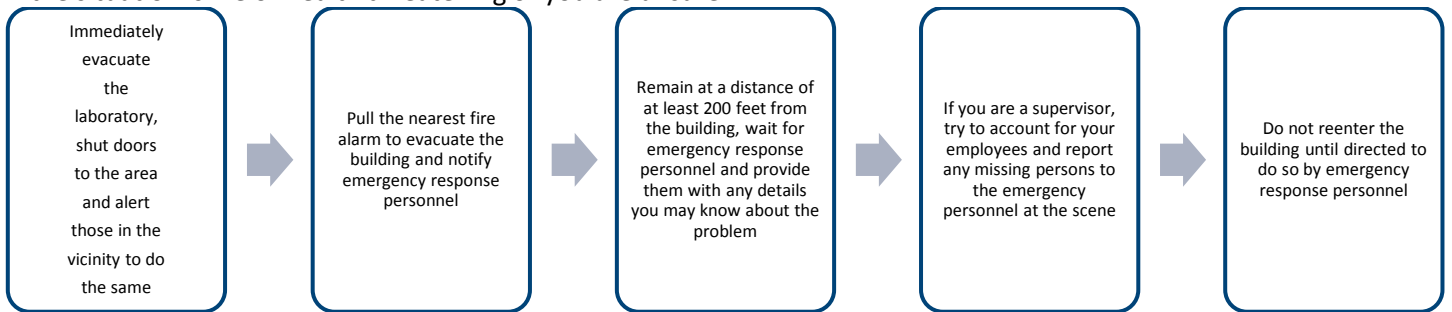 Immediately
evacuate
the
laboratory,
shut doors
to the area
and alert
those in the
vicinity to do
the same
Pull the nearest fire
alarm to evacuate the
building and notify
emergency response
personnel
Remain at a distance of
at least 200 feet from
the building, wait for
emergency response
personnel and provide
them with any details
you may know about the
problem
If you are a supervisor,
try to account for your
employees and report
any missing persons to
the emergency
personnel at the scene
Do not reenter the
building until directed to
do so by emergency
response personnel